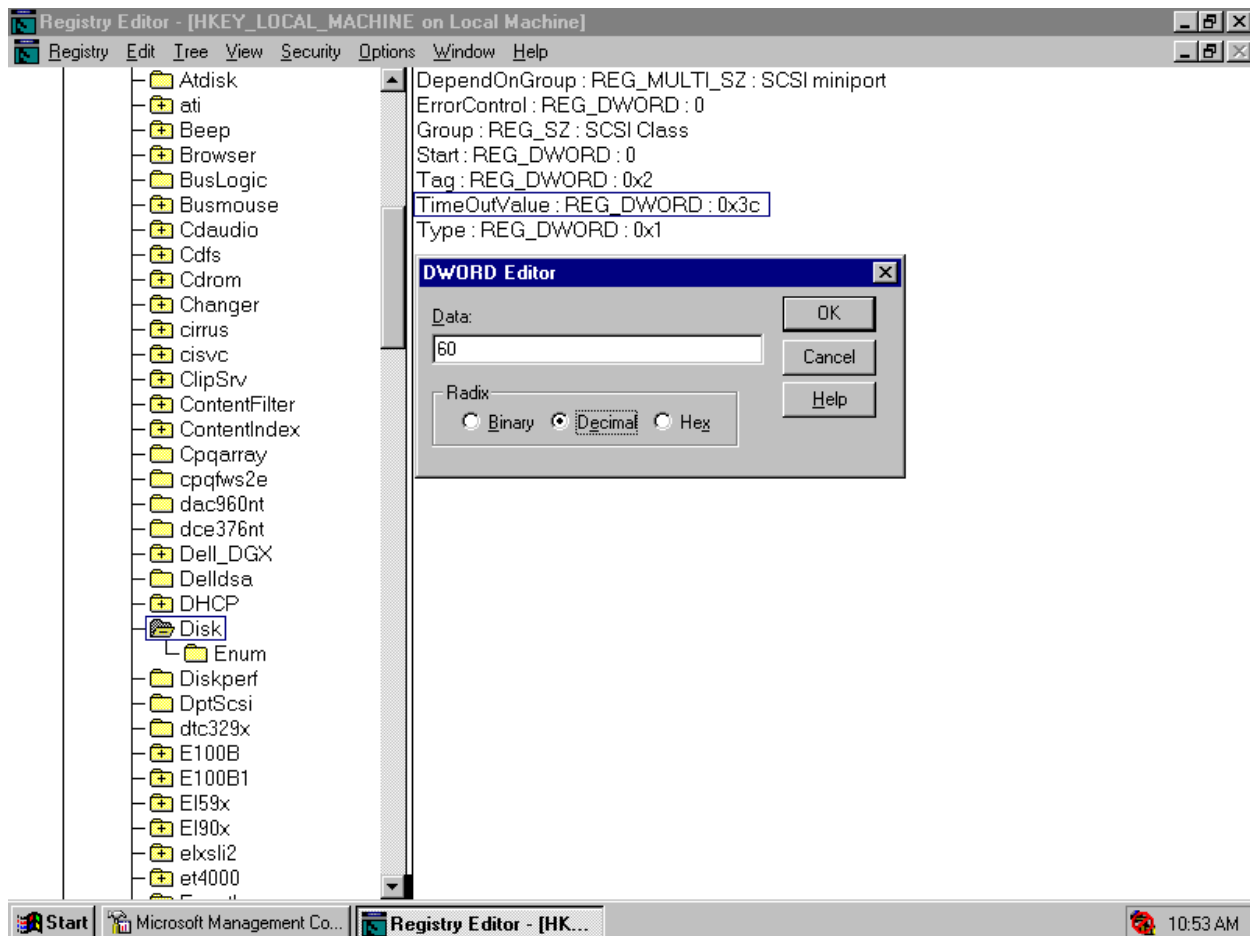 Registry Editor - [HKEY_LOCAL_MACHINE on Local Machine]
Registry Edit Tree View Security Options Window Help
Atdisk
ati
Beep
Browser
BusLogic
Busmouse
Cdaudio
Cdfs
Cdrom
Changer
cirrus
cisvc
ClipSrv
ContentFilter
ContentIndex
Cpqarray
cpqfws2e
dac960nt
dce376nt
Dell_DGX
Delldsa
DHCP
Disk
Enum
Diskperf
DptScsi
dtc329x
E100B
E100B1
El59x
El90x
elxsli2
et4000
DependOnGroup : REG_MULTI_SZ : SCSI miniport
ErrorControl : REG_DWORD : 0
Group : REG_SZ : SCSI Class
Start : REG_DWORD : 0
Tag : REG_DWORD : 0x2
TimeOutValue : REG_DWORD : 0x3c
Type : REG_DWORD : 0x1
DWORD Editor
Data:
60
Radix
Binary Decimal Hex
OK
Cancel
Help
Start Microsoft Management Co... Registry Editor - [HK... 10:53 AM